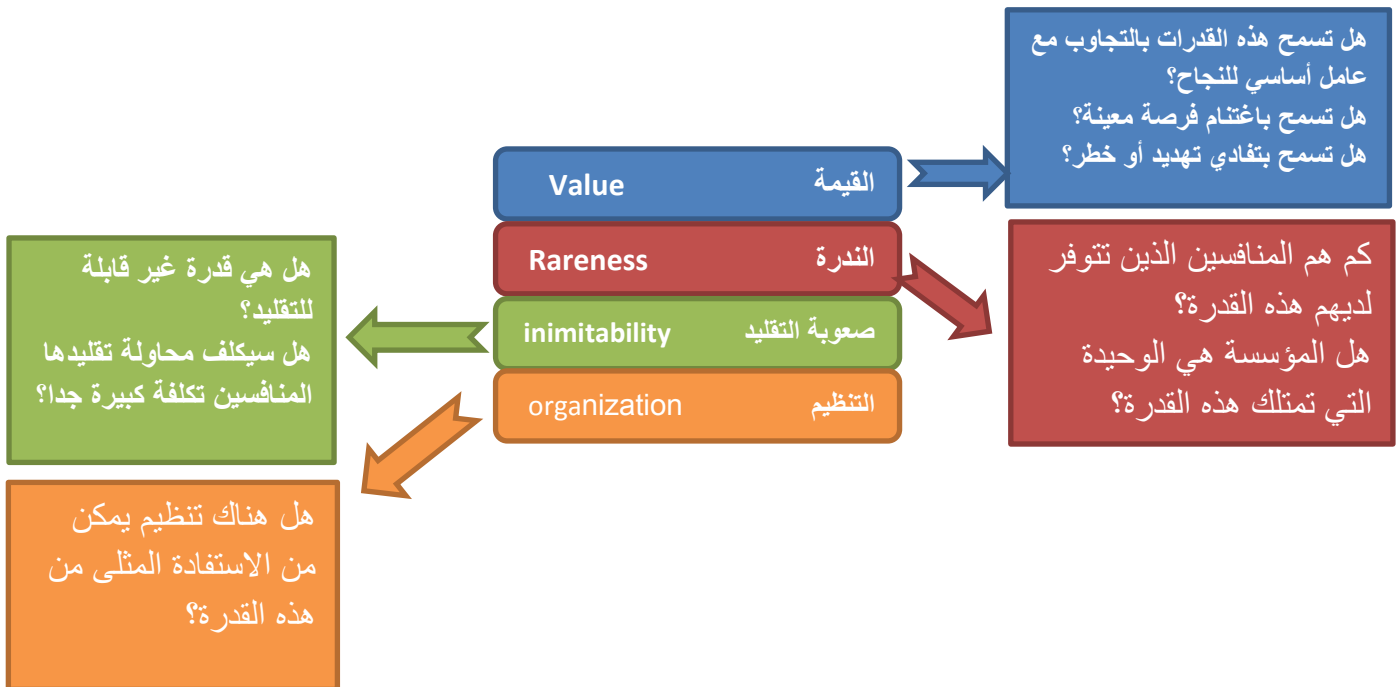 هل تسمح هذه القدرات بالتجاوب مع
عامل أساسي للنجاح؟
هل تسمح باغتنام فرصة معينة؟
هل تسمح بتفادي تهديد أو خطر؟
القيمة Value
الندرة Rareness
صعوبة التقليد inimitability
التنظيم organization
كم هم المنافسين الذين تتوفر
لديهم هذه القدرة؟
هل المؤسسة هي الوحيدة
التي تمتلك هذه القدرة؟
هل هي قدرة غير قابلة
للتقليد؟
هل سيكلف محاولة تقليدها
المنافسين تكلفة كبيرة جدا؟
هل هناك تنظيم يمكن
من الاستفادة المثلى من
هذه القدرة؟